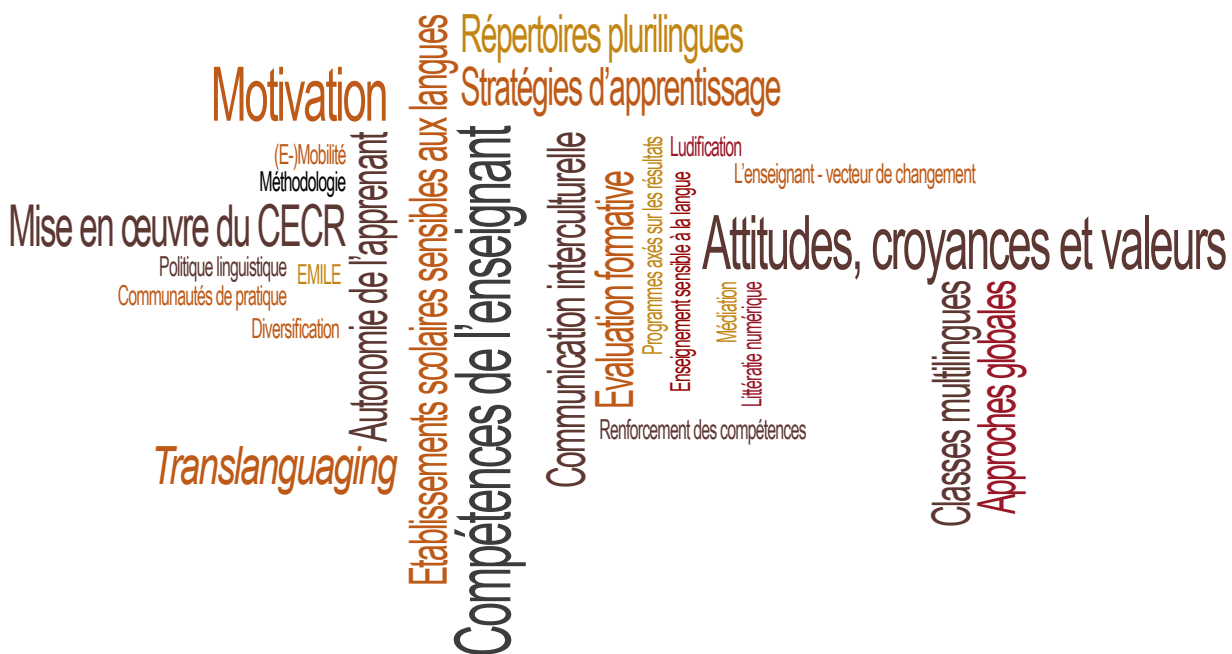 Répertoires plurilingues
Motivation
Stratégies d’apprentissage
(E-)Mobilité
Méthodologie
Mise en œuvre du CECR
Politique linguistique
EMILE
Communautés de pratique
Diversification
Autonomie de l’apprenant
Translanguaging
Etablissements scolaires sensibles aux langues
Compétences de l’enseignant
Communication interculturelle
Evaluation formative
Programmes axés sur les résultats
Enseignement sensible à la langue
Ludification
L’enseignant - vecteur de changement
Attitudes, croyances et valeurs
Médiation
Littératie numérique
Renforcement des compétences
Classes multilingues
Approches globales